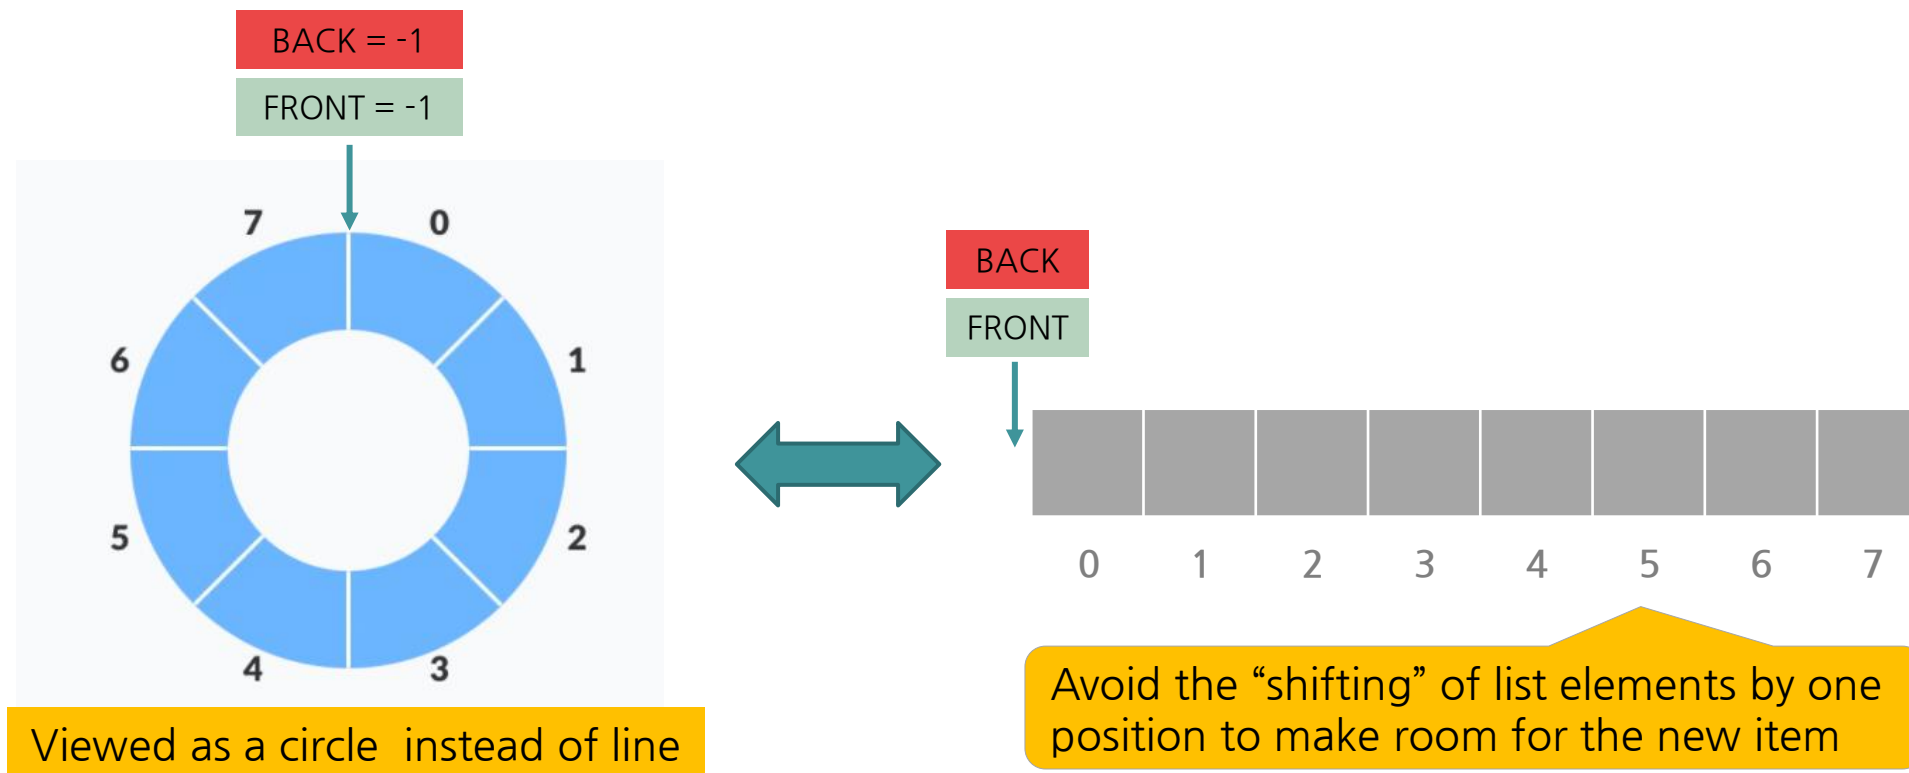 BACK = -1
FRONT = -1
7
0
6
1
5
2
4
3
Viewed as a circle instead of line
BACK
FRONT
0 1 2 3 4 5 6 7
Avoid the “shifting” of list elements by one
position to make room for the new item